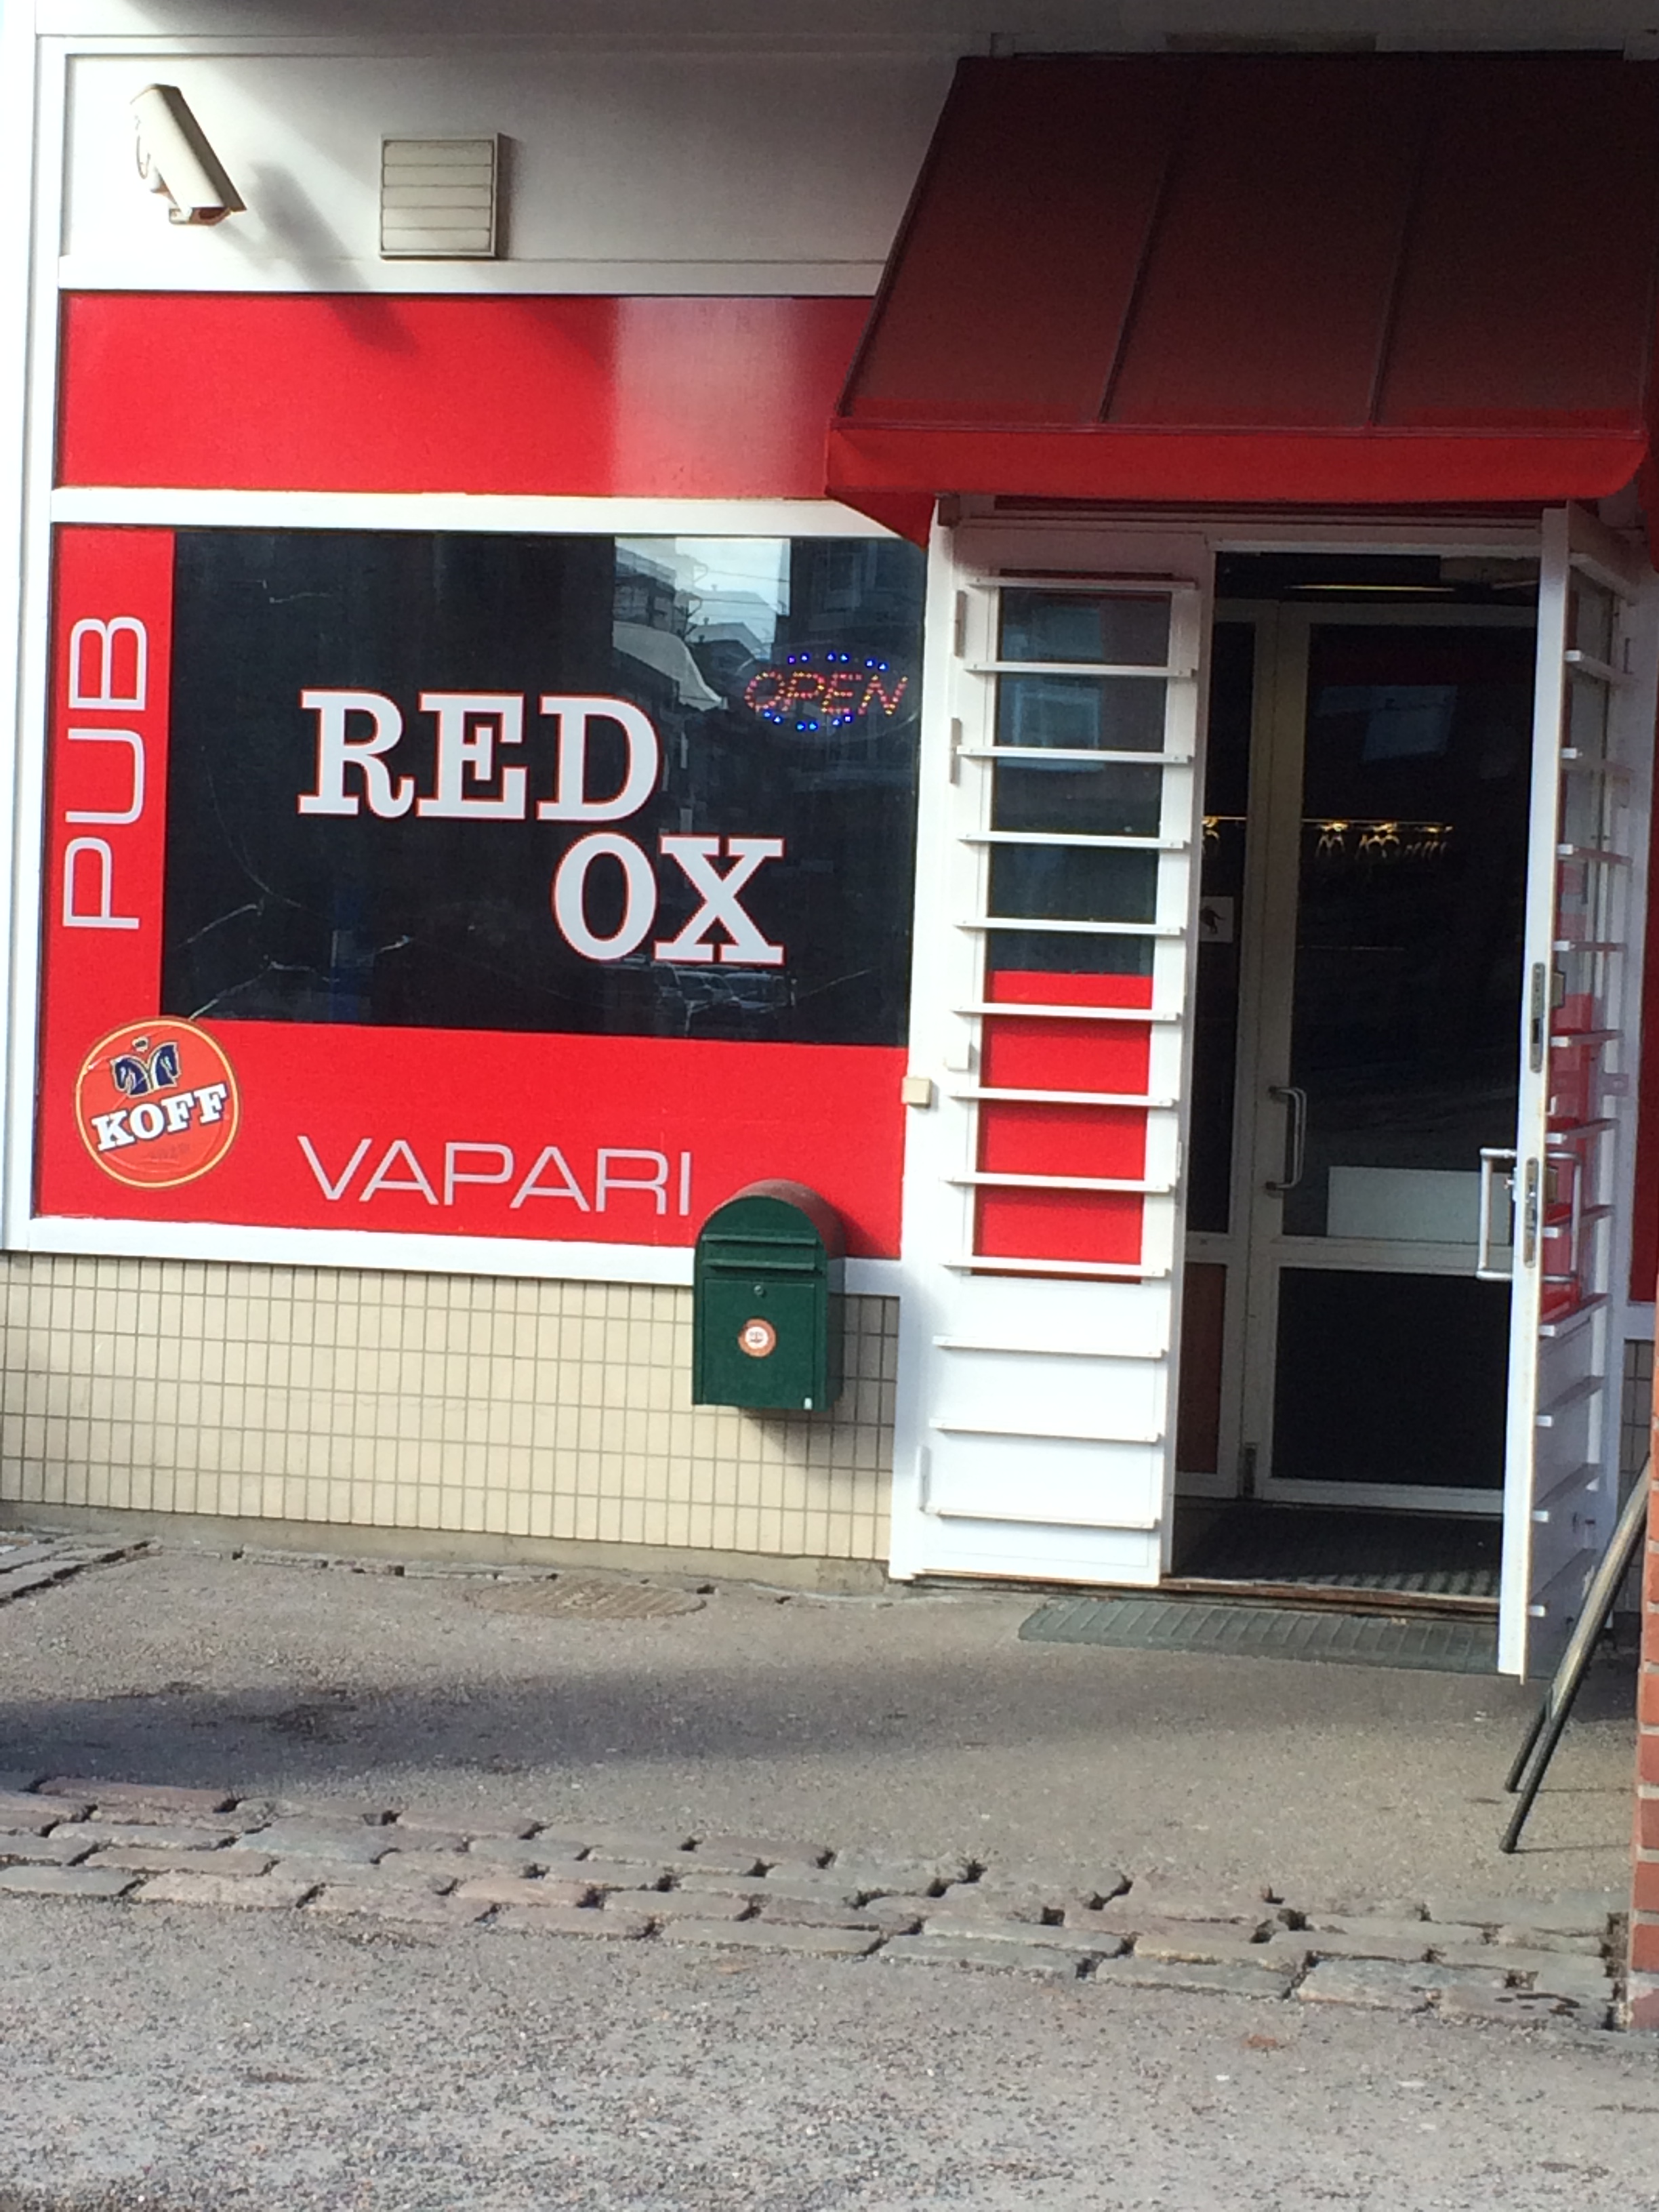 PUB
RED
OX
OPEN
KOFF
VAPARI